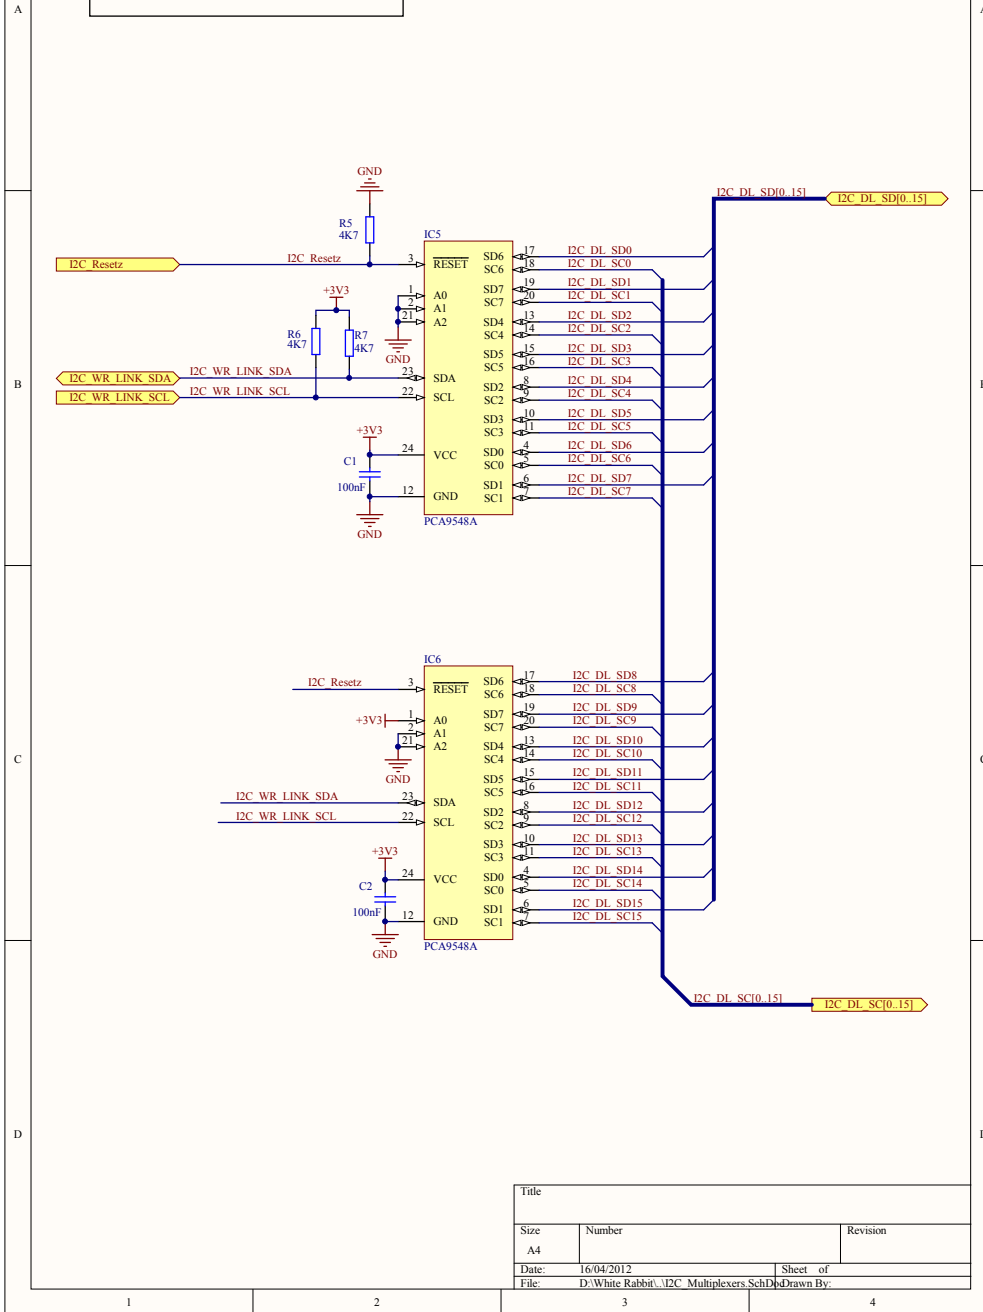 A
GND
I2C_DL_SD[0..15]
I2C_DL_SD[0..15]
R5
4K7
IC5
I2C_Resetz
I2C_Resetz
3
RESET
SD6
17
I2C_DL_SD0
SC6
18
I2C_DL_SC0
+3V3
1
A0
2
A1
21
A2
SD7
19
I2C_DL_SD1
SC7
20
I2C_DL_SC1
SD4
13
I2C_DL_SD2
SC4
14
I2C_DL_SC2
R6
4K7
R7
4K7
GND
SD5
15
I2C_DL_SD3
SC5
16
I2C_DL_SC3
B
I2C_WR_LINK_SDA
I2C_WR_LINK_SDA
23
SDA
SD2
8
I2C_DL_SD4
I2C_WR_LINK_SCL
I2C_WR_LINK_SCL
22
SCL
SC2
9
I2C_DL_SC4
SD3
10
I2C_DL_SD5
SC3
11
I2C_DL_SC5
+3V3
24
VCC
SD0
4
I2C_DL_SD6
SC0
5
I2C_DL_SC6
C1
100nF
SD1
6
I2C_DL_SD7
12
GND
SC1
7
I2C_DL_SC7
PCA9548A
GND
IC6
I2C_Resetz
3
RESET
SD6
17
I2C_DL_SD8
SC6
18
I2C_DL_SC8
+3V3
1
A0
2
A1
21
A2
SD7
19
I2C_DL_SD9
SC7
20
I2C_DL_SC9
SD4
13
I2C_DL_SD10
SC4
14
I2C_DL_SC10
C
GND
SD5
15
I2C_DL_SD11
SC5
16
I2C_DL_SC11
I2C_WR_LINK_SDA
23
SDA
SD2
8
I2C_DL_SD12
I2C_WR_LINK_SCL
22
SCL
SC2
9
I2C_DL_SC12
SD3
10
I2C_DL_SD13
SC3
11
I2C_DL_SC13
+3V3
24
VCC
SD0
4
I2C_DL_SD14
SC0
5
I2C_DL_SC14
C2
100nF
SD1
6
I2C_DL_SD15
12
GND
SC1
7
I2C_DL_SC15
PCA9548A
GND
I2C_DL_SC[0..15]
I2C_DL_SC[0..15]
D
Title
Size
Number
Revision
A4
Date:
16/04/2012
Sheet of
File:
D:\White Rabbit\..\I2C_Multiplexers.SchDoc
Drawn By:
1
2
3
4